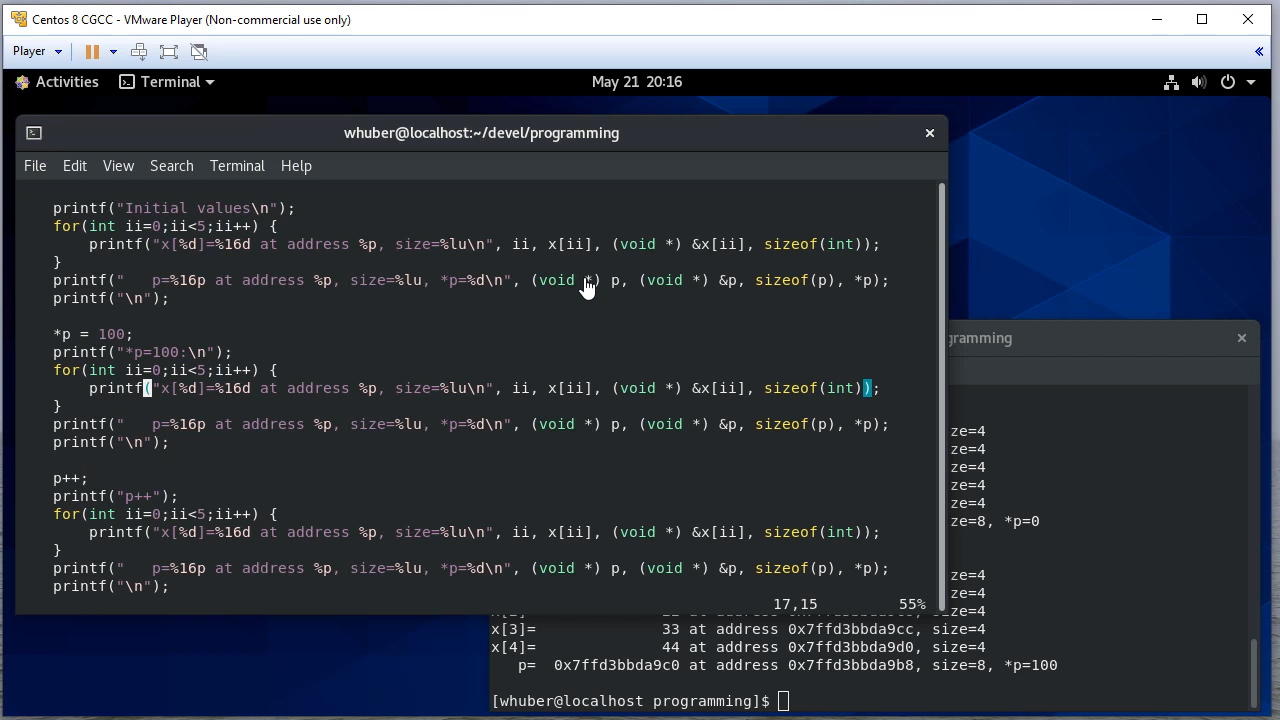 Centos 8 CGCC - VMware Player (Non-commercial use only)
Player
Activities
Terminal
May 21 20:16
whuber@localhost:~/devel/programming
File Edit View Search Terminal Help
printf("Initial values\n");
for(int ii=0;ii<5;ii++) {
    printf("x[%d]=%16d at address %p, size=%lu\n", ii, x[ii], (void *) &x[ii], sizeof(int));
}
printf("   p=%16p at address %p, size=%lu, *p=%d\n", (void *) p, (void *) &p, sizeof(p), *p);
printf("\n");
*p = 100;
printf("*p=100:\n");
for(int ii=0;ii<5;ii++) {
    printf("x[%d]=%16d at address %p, size=%lu\n", ii, x[ii], (void *) &x[ii], sizeof(int));
}
printf("   p=%16p at address %p, size=%lu, *p=%d\n", (void *) p, (void *) &p, sizeof(p), *p);
printf("\n");
p++;
printf("p++");
for(int ii=0;ii<5;ii++) {
    printf("x[%d]=%16d at address %p, size=%lu\n", ii, x[ii], (void *) &x[ii], sizeof(int));
}
printf("   p=%16p at address %p, size=%lu, *p=%d\n", (void *) p, (void *) &p, sizeof(p), *p);
printf("\n");
17,15 55%
gramming
ze=4
ze=4
ze=4
ze=4
ze=4
ze=8, *p=0
ze=4
ze=4
ze=4
x[3]=              33 at address 0x7ffd3bbda9cc, size=4
x[4]=              44 at address 0x7ffd3bbda9d0, size=4
   p=  0x7ffd3bbda9c0 at address 0x7ffd3bbda9b8, size=8, *p=100
[whuber@localhost programming]$